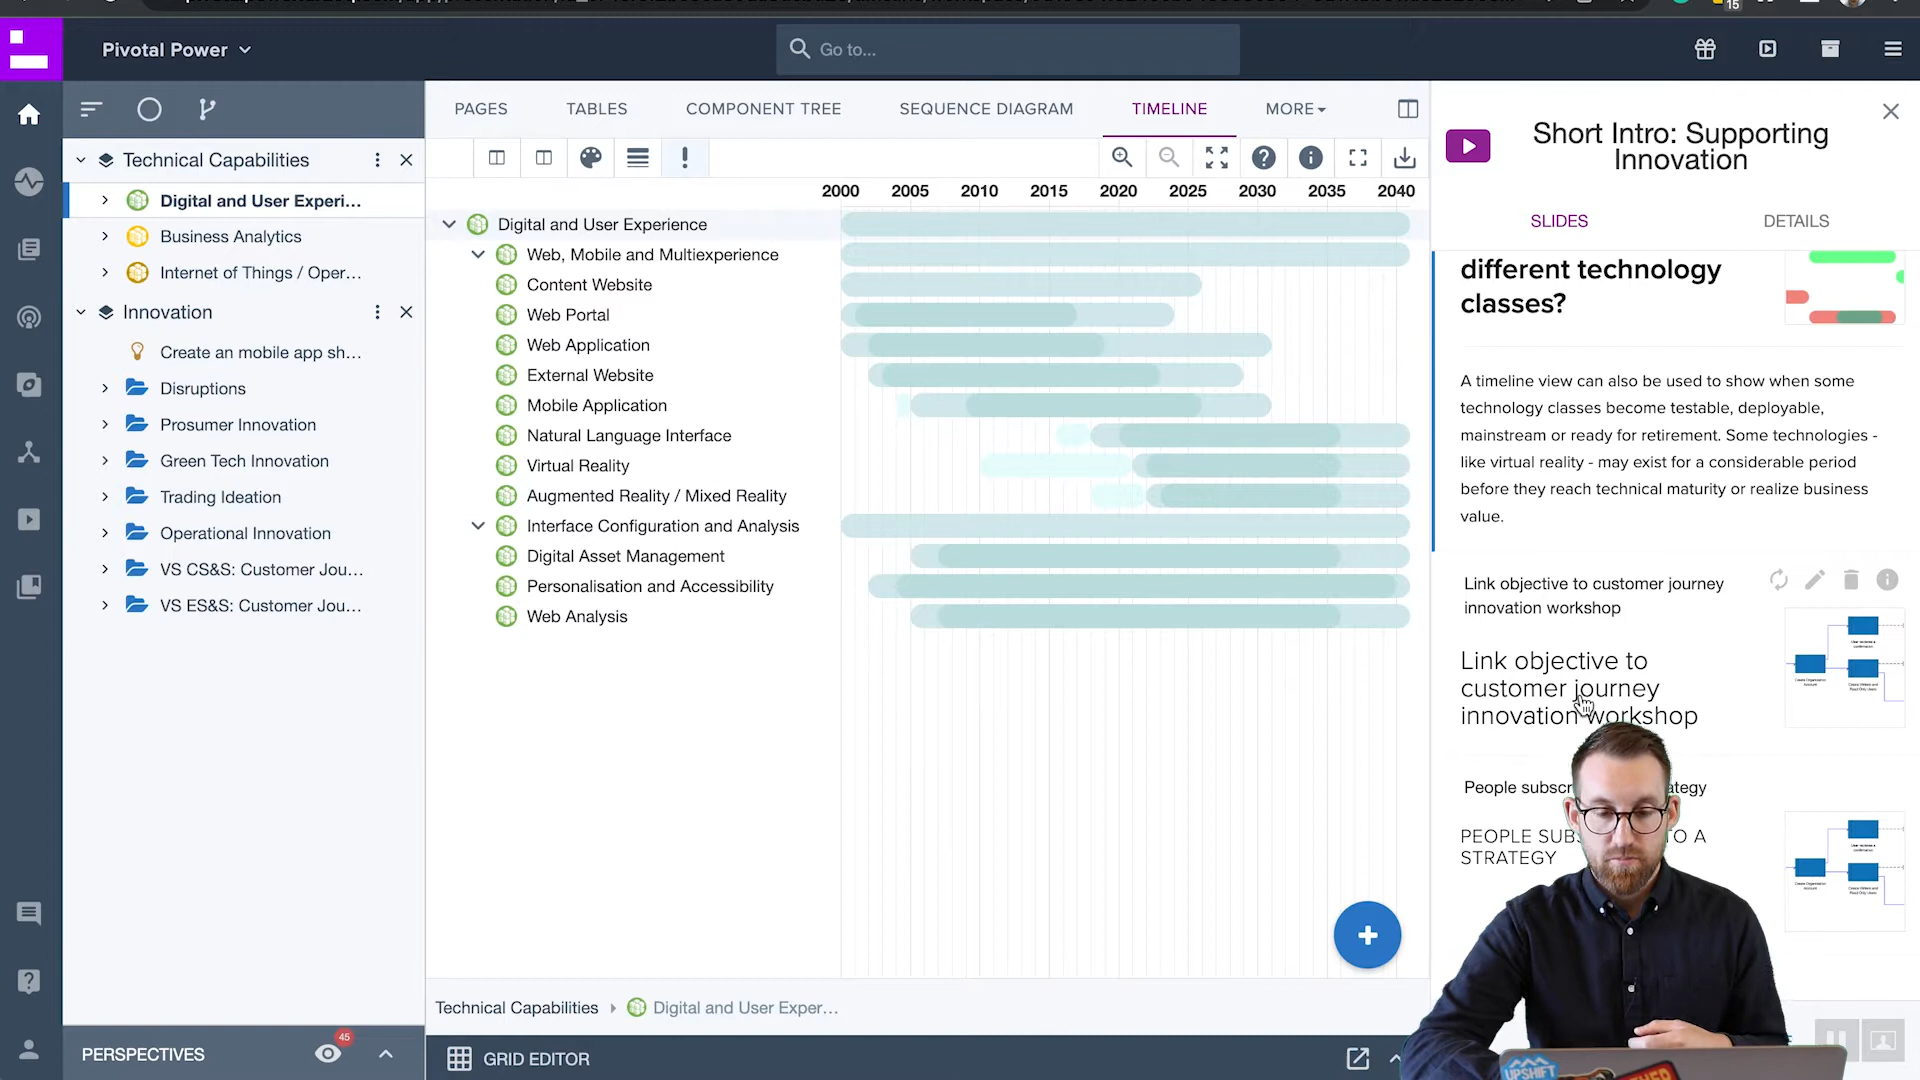 15
Pivotal Power
Go to...
PAGES
TABLES
COMPONENT TREE
SEQUENCE DIAGRAM
TIMELINE
MORE
Technical Capabilities
Digital and User Experi...
Business Analytics
Internet of Things / Oper...
Innovation
Create an mobile app sh...
Disruptions
Prosumer Innovation
Green Tech Innovation
Trading Ideation
Operational Innovation
VS CS&S: Customer Jou...
VS ES&S: Customer Jou...
PERSPECTIVES
45
2000 2005 2010 2015 2020 2025 2030 2035 2040
Digital and User Experience
Web, Mobile and Multiexperience
Content Website
Web Portal
Web Application
External Website
Mobile Application
Natural Language Interface
Virtual Reality
Augmented Reality / Mixed Reality
Interface Configuration and Analysis
Digital Asset Management
Personalisation and Accessibility
Web Analysis
Technical Capabilities
Digital and User Exper...
GRID EDITOR
Short Intro: Supporting
Innovation
SLIDES
DETAILS
different technology
classes?
A timeline view can also be used to show when some
technology classes become testable, deployable,
mainstream or ready for retirement. Some technologies -
like virtual reality - may exist for a considerable period
before they reach technical maturity or realize business
value.
Link objective to customer journey
innovation workshop
Link objective to
customer journey
innovation workshop
People
PEOPLE TO A
STRATEGY
UPSHIFT